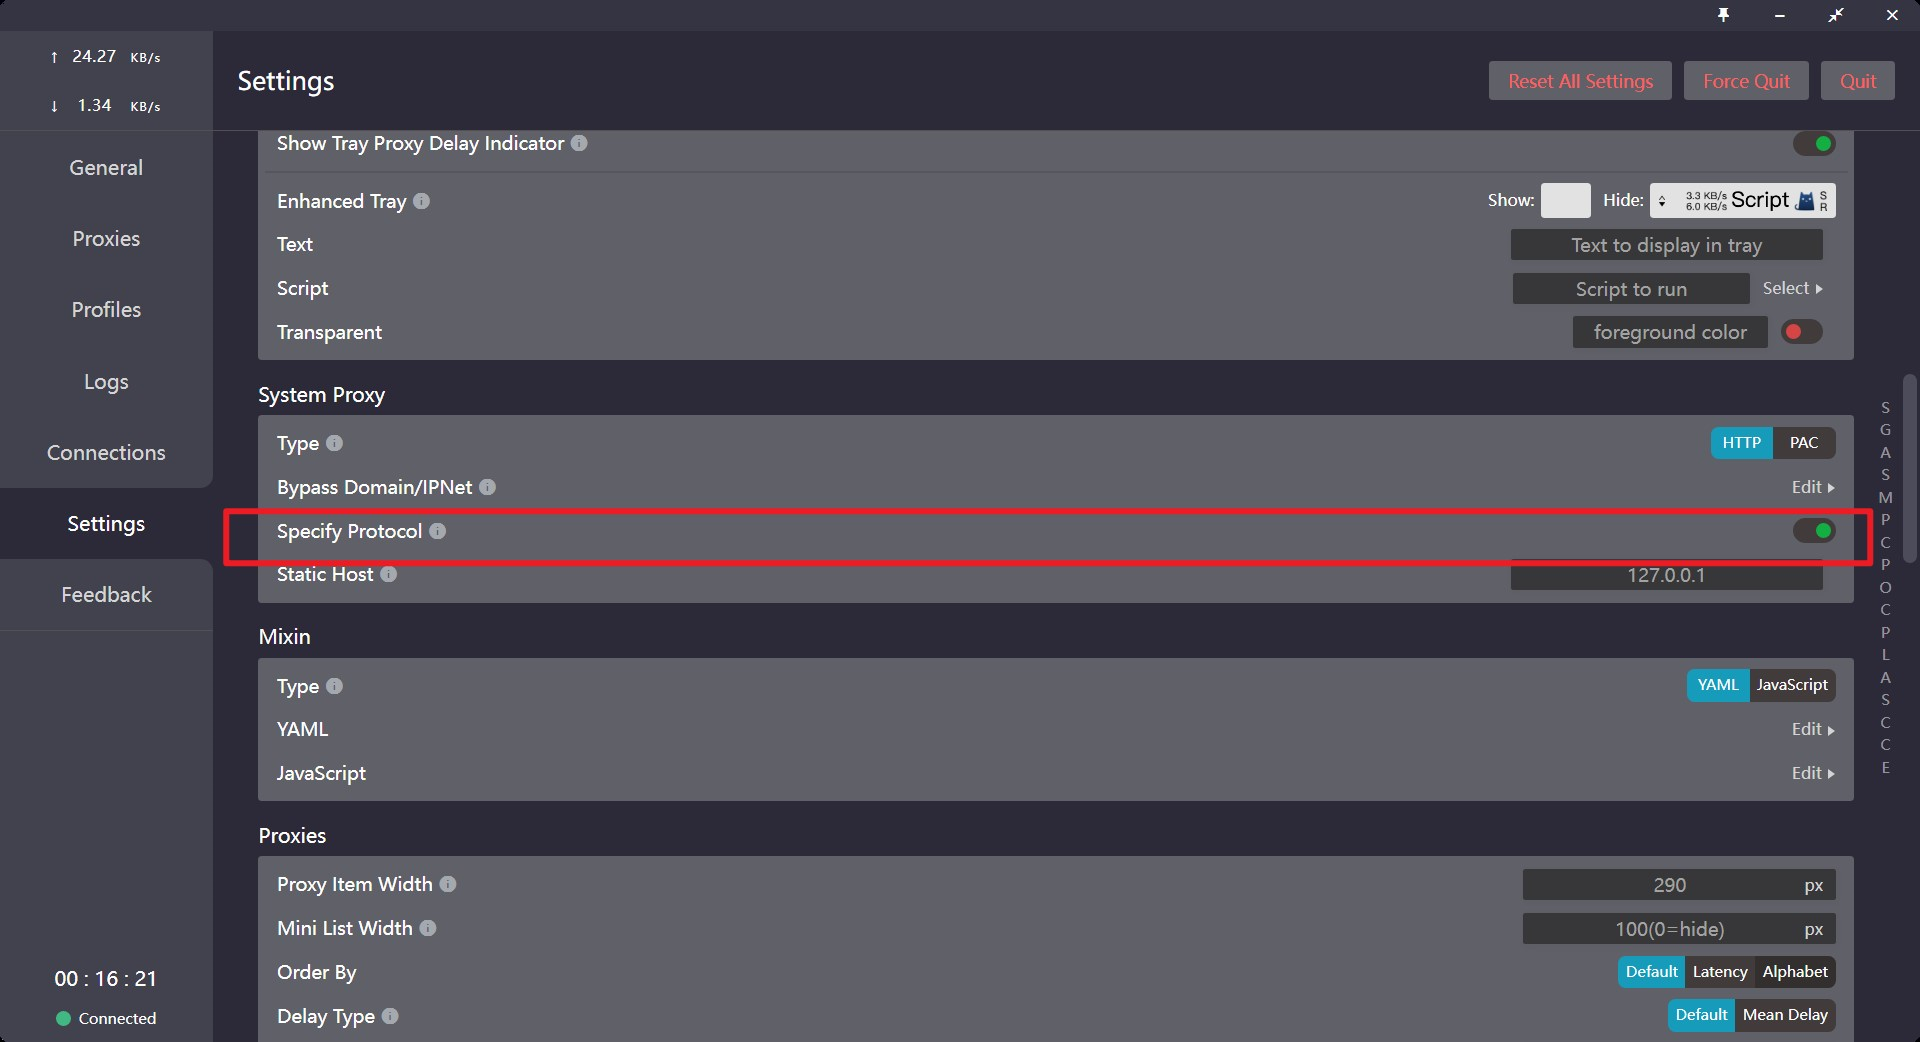 ↑ 24.27 KB/s
↓ 1.34 KB/s
General
Proxies
Profiles
Logs
Connections
Settings
Feedback
00 : 16 : 21
Connected
Settings
Reset All Settings
Force Quit
Quit
Show Tray Proxy Delay Indicator
Enhanced Tray
Show:
Hide:
3.3 KB/s
6.0 KB/s
Script
S
R
Text
Text to display in tray
Script
Script to run
Select
Transparent
foreground color
System Proxy
Type
HTTP
PAC
Bypass Domain/IPNet
Edit
Specify Protocol
Static Host
127.0.0.1
Mixin
Type
YAML
JavaScript
YAML
Edit
JavaScript
Edit
Proxies
Proxy Item Width
290
px
Mini List Width
100(0=hide)
px
Order By
Default
Latency
Alphabet
Delay Type
Default
Mean Delay
S
G
A
S
M
P
C
P
O
C
P
L
A
S
C
C
E